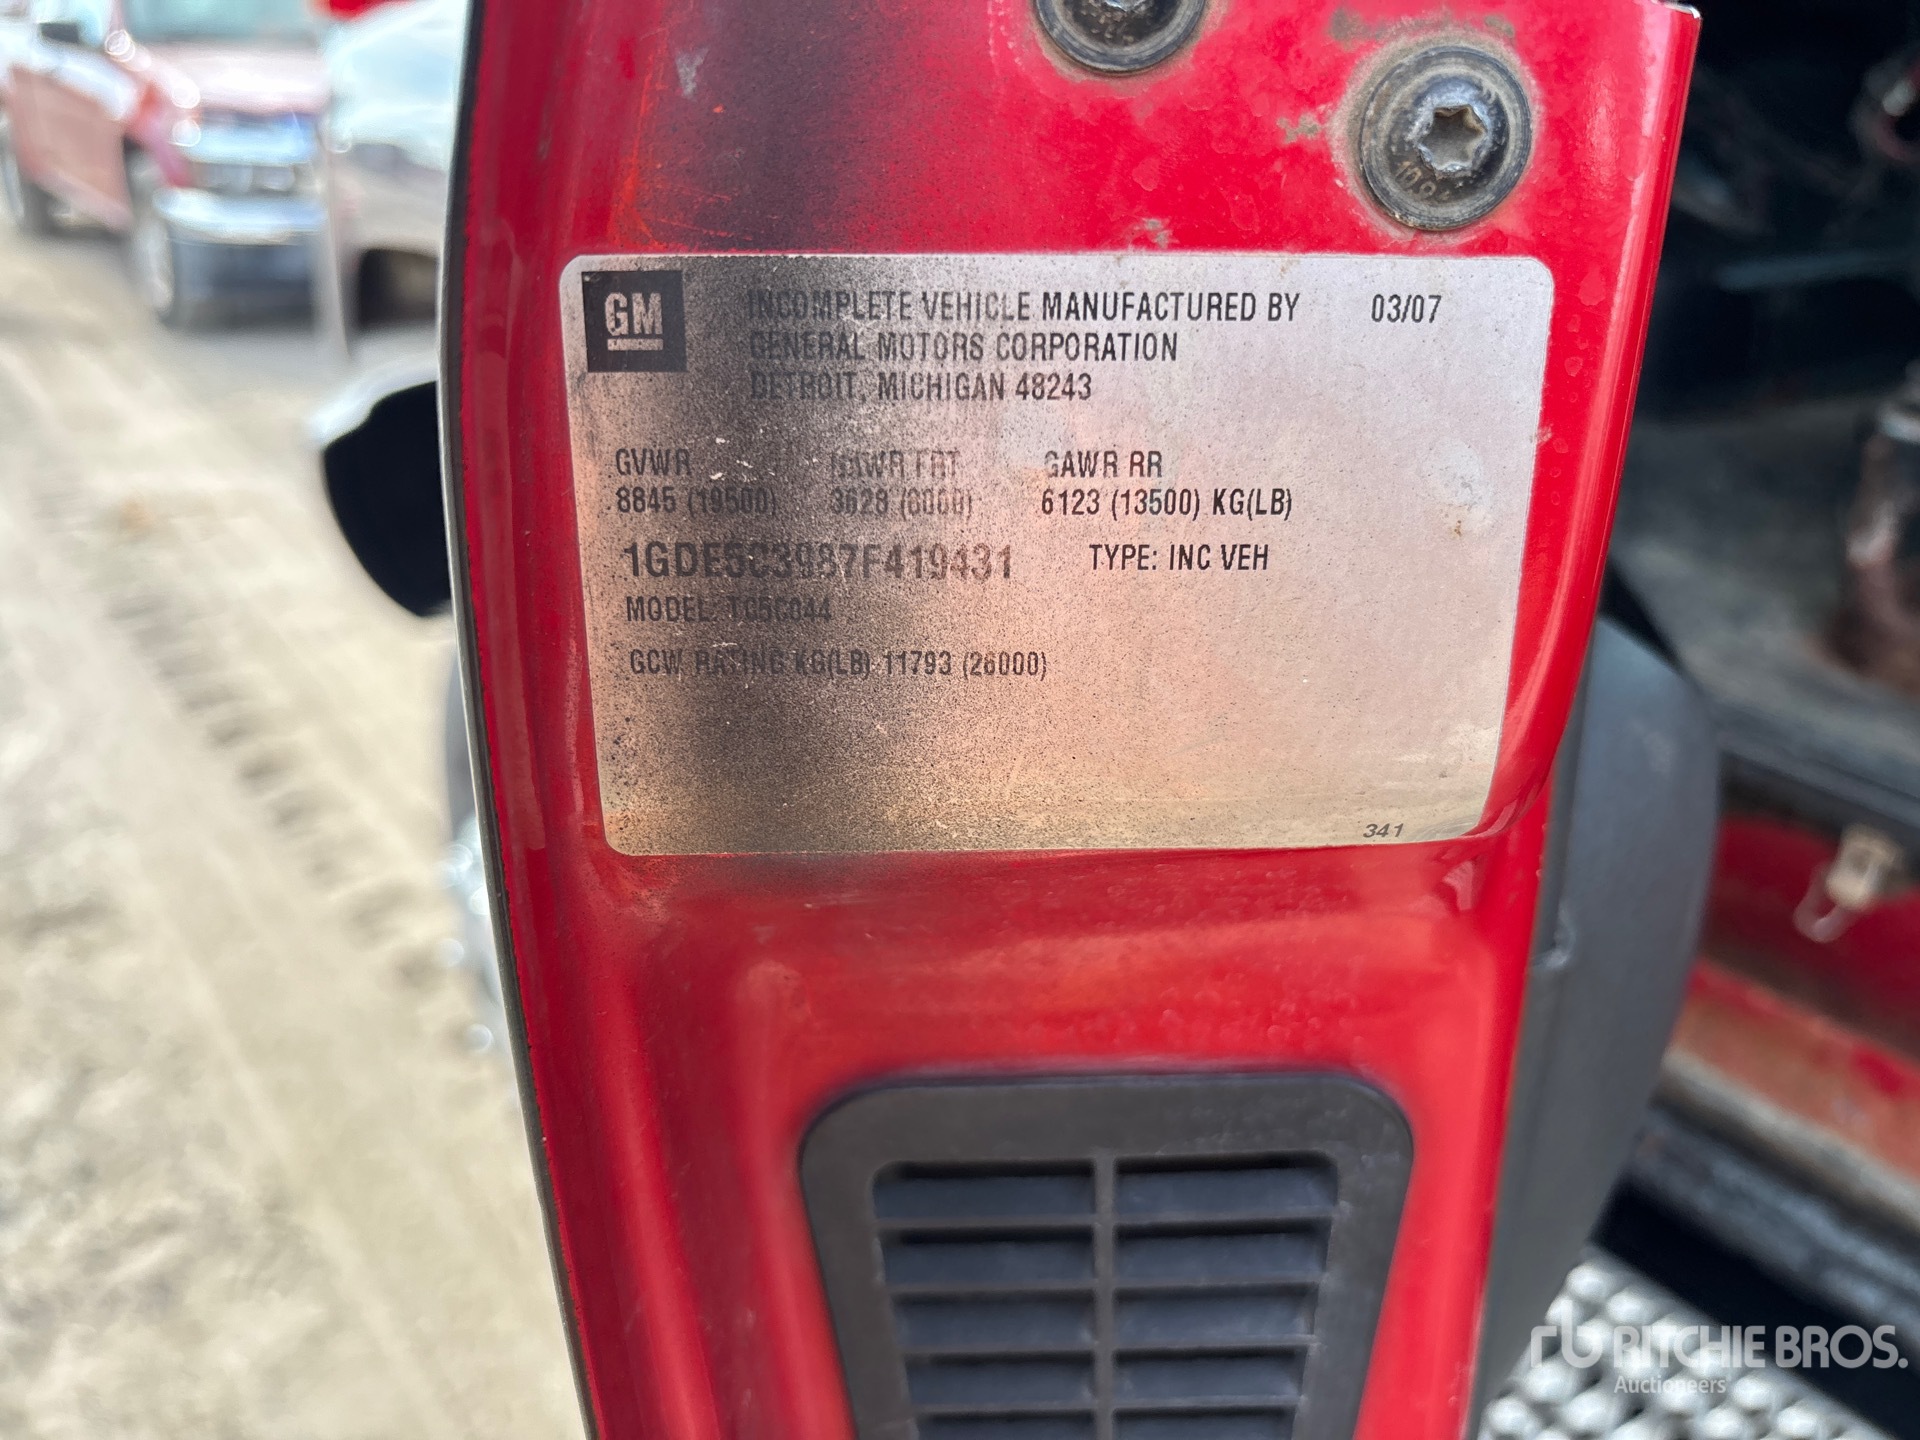 GM
INCOMPLETE VEHICLE MANUFACTURED BY 03/07
GENERAL MOTORS CORPORATION
DETROIT, MICHIGAN 48243
GVWR GAWR FRT GAWR RR
8845 (19500) 3628 (8000) 6123 (13500) KG(LB)
1GDE5C3987F419431 TYPE: INC VEH
MODEL: TC5C044
GCW RATING KG(LB) 11793 (26000)
341
rb RITCHIE BROS.
Auctioneers